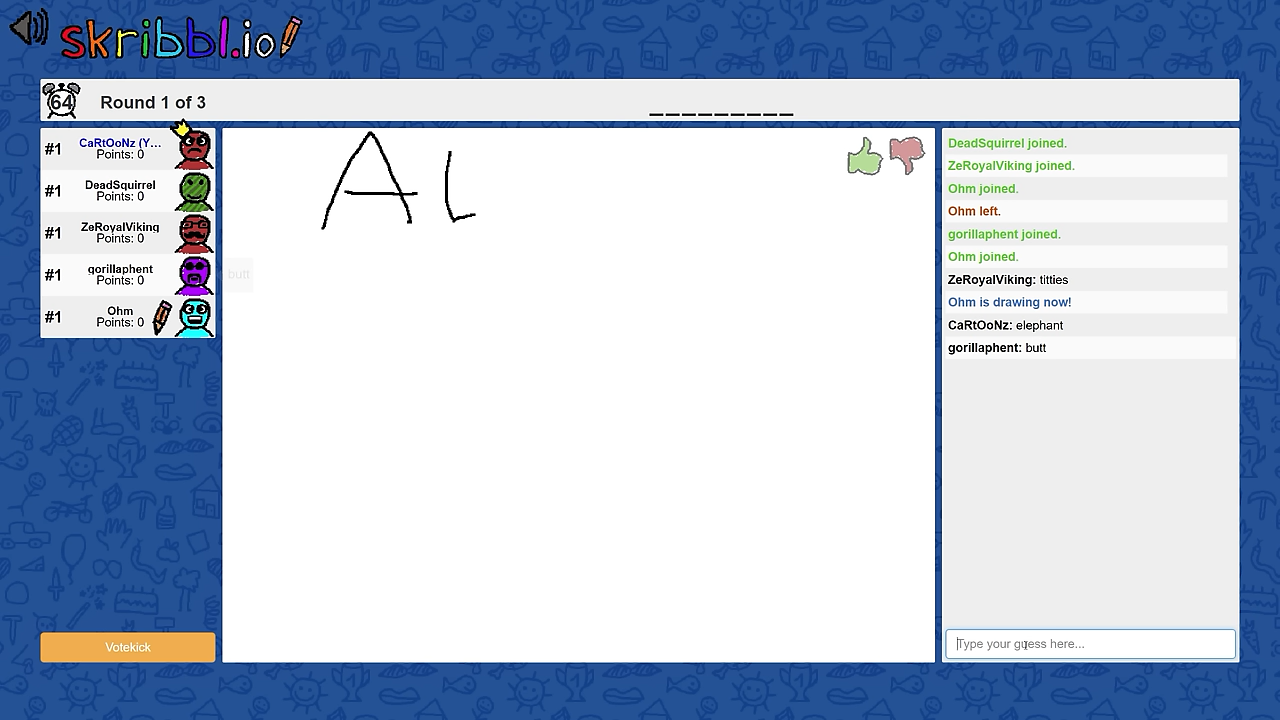 skribbl.io
64
Round 1 of 3
_________
#1
CaRtOoNz (Y...
Points: 0
#1
DeadSquirrel
Points: 0
#1
ZeRoyalViking
Points: 0
#1
gorillaphent
Points: 0
#1
Ohm
Points: 0
Votekick
AL
butt
DeadSquirrel joined.
ZeRoyalViking joined.
Ohm joined.
Ohm left.
gorillaphent joined.
Ohm joined.
ZeRoyalViking: titties
Ohm is drawing now!
CaRtOoNz: elephant
gorillaphent: butt
Type your guess here...